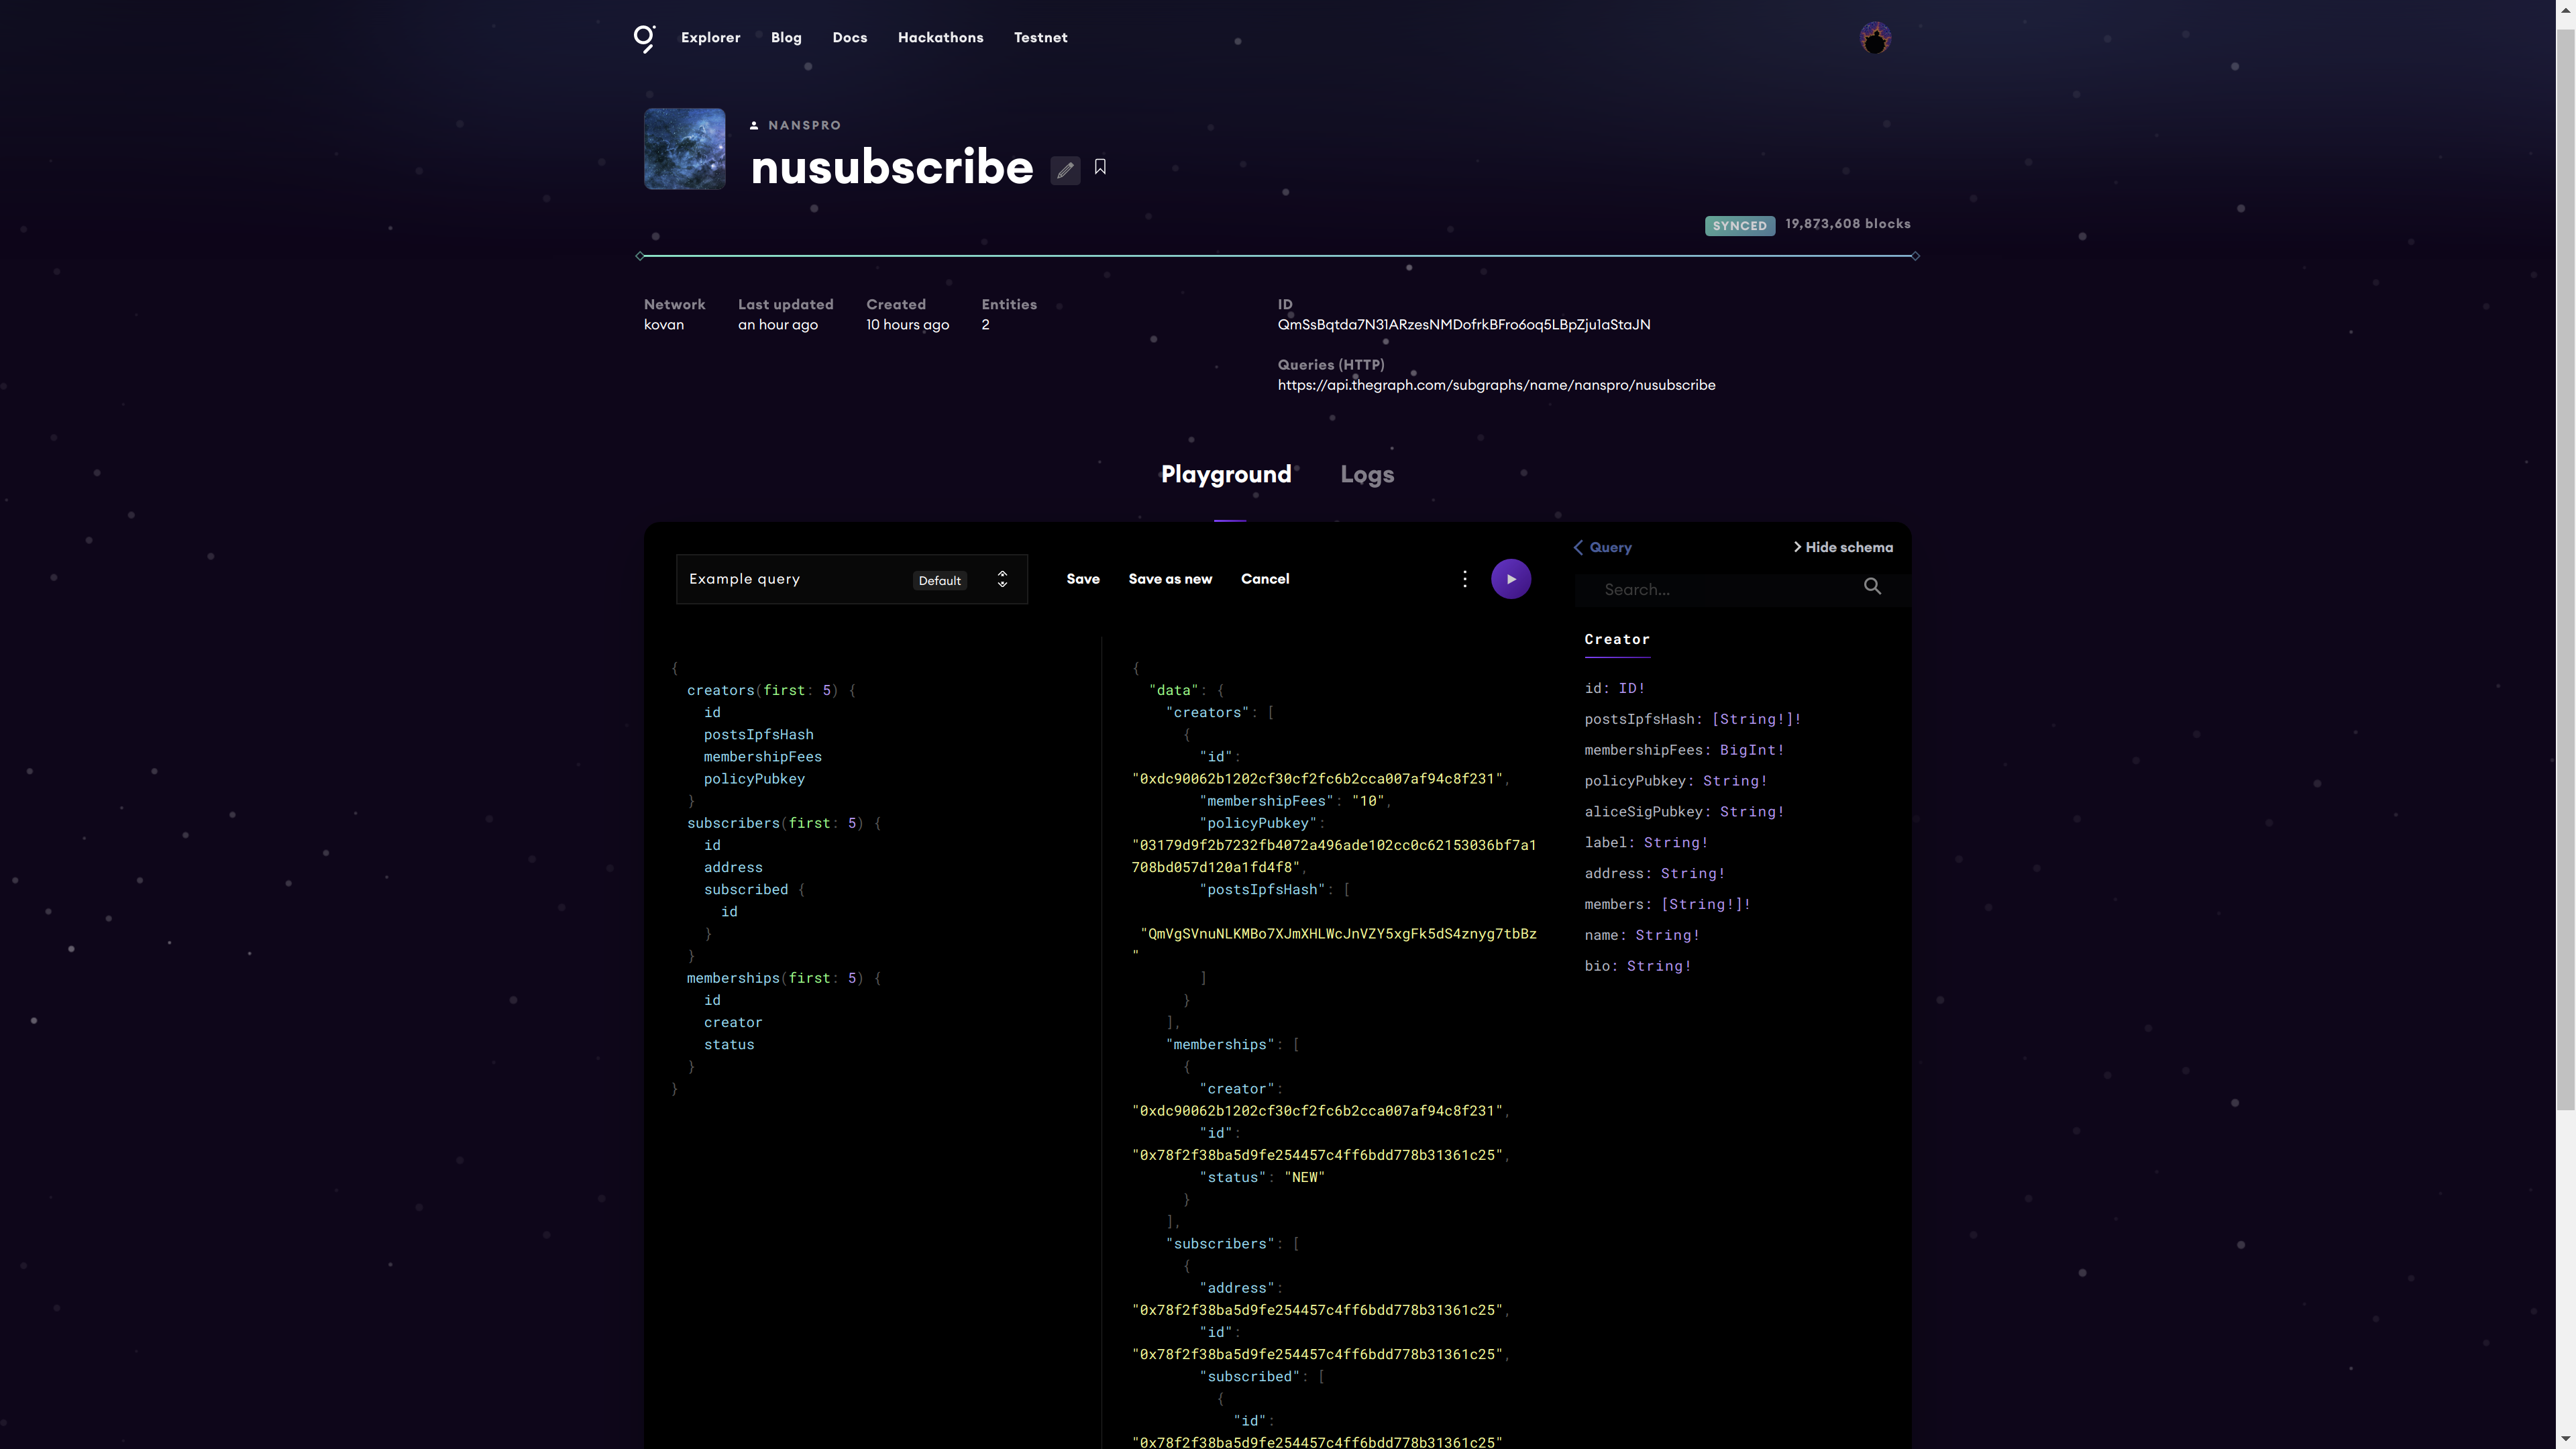 Explorer Blog Docs Hackathons Testnet
NANSPRO
nusubscribe
SYNCED 19,873,608 blocks
Network Last updated Created Entities
kovan an hour ago 10 hours ago 2
ID
QmSsBqtda7N31ARzesNMDofrkBFro6oq5LBpZju1aStaJN
Queries (HTTP)
https://api.thegraph.com/subgraphs/name/nanspro/nusubscribe
Playground Logs
Example query Default Save Save as new Cancel
{
creators(first: 5) {
id
postsIpfsHash
membershipFees
policyPubkey
}
subscribers(first: 5) {
id
address
subscribed {
id
}
}
memberships(first: 5) {
id
creator
status
}
}
{
"data": {
"creators": [
{
"id":
"0xdc90062b1202cf30cf2fc6b2cca007af94c8f231",
"membershipFees": "10",
"policyPubkey":
"03179d9f2b7232fb4072a496ade102cc0c62153036bf7a1
708bd057d120a1fd4f8",
"postsIpfsHash": [
"QmVgSVnuNLKMBo7XJmXHLWcJnVZY5xgFk5dS4znyg7tbBz
"
]
}
],
"memberships": [
{
"creator":
"0xdc90062b1202cf30cf2fc6b2cca007af94c8f231",
"id":
"0x78f2f38ba5d9fe254457c4ff6bdd778b31361c25",
"status": "NEW"
}
],
"subscribers": [
{
"address":
"0x78f2f38ba5d9fe254457c4ff6bdd778b31361c25",
"id":
"0x78f2f38ba5d9fe254457c4ff6bdd778b31361c25",
"subscribed": [
{
"id":
"0x78f2f38ba5d9fe254457c4ff6bdd778b31361c25"
Query Hide schema
Search...
Creator
id: ID!
postsIpfsHash: [String!]!
membershipFees: BigInt!
policyPubkey: String!
aliceSigPubkey: String!
label: String!
address: String!
members: [String!]!
name: String!
bio: String!